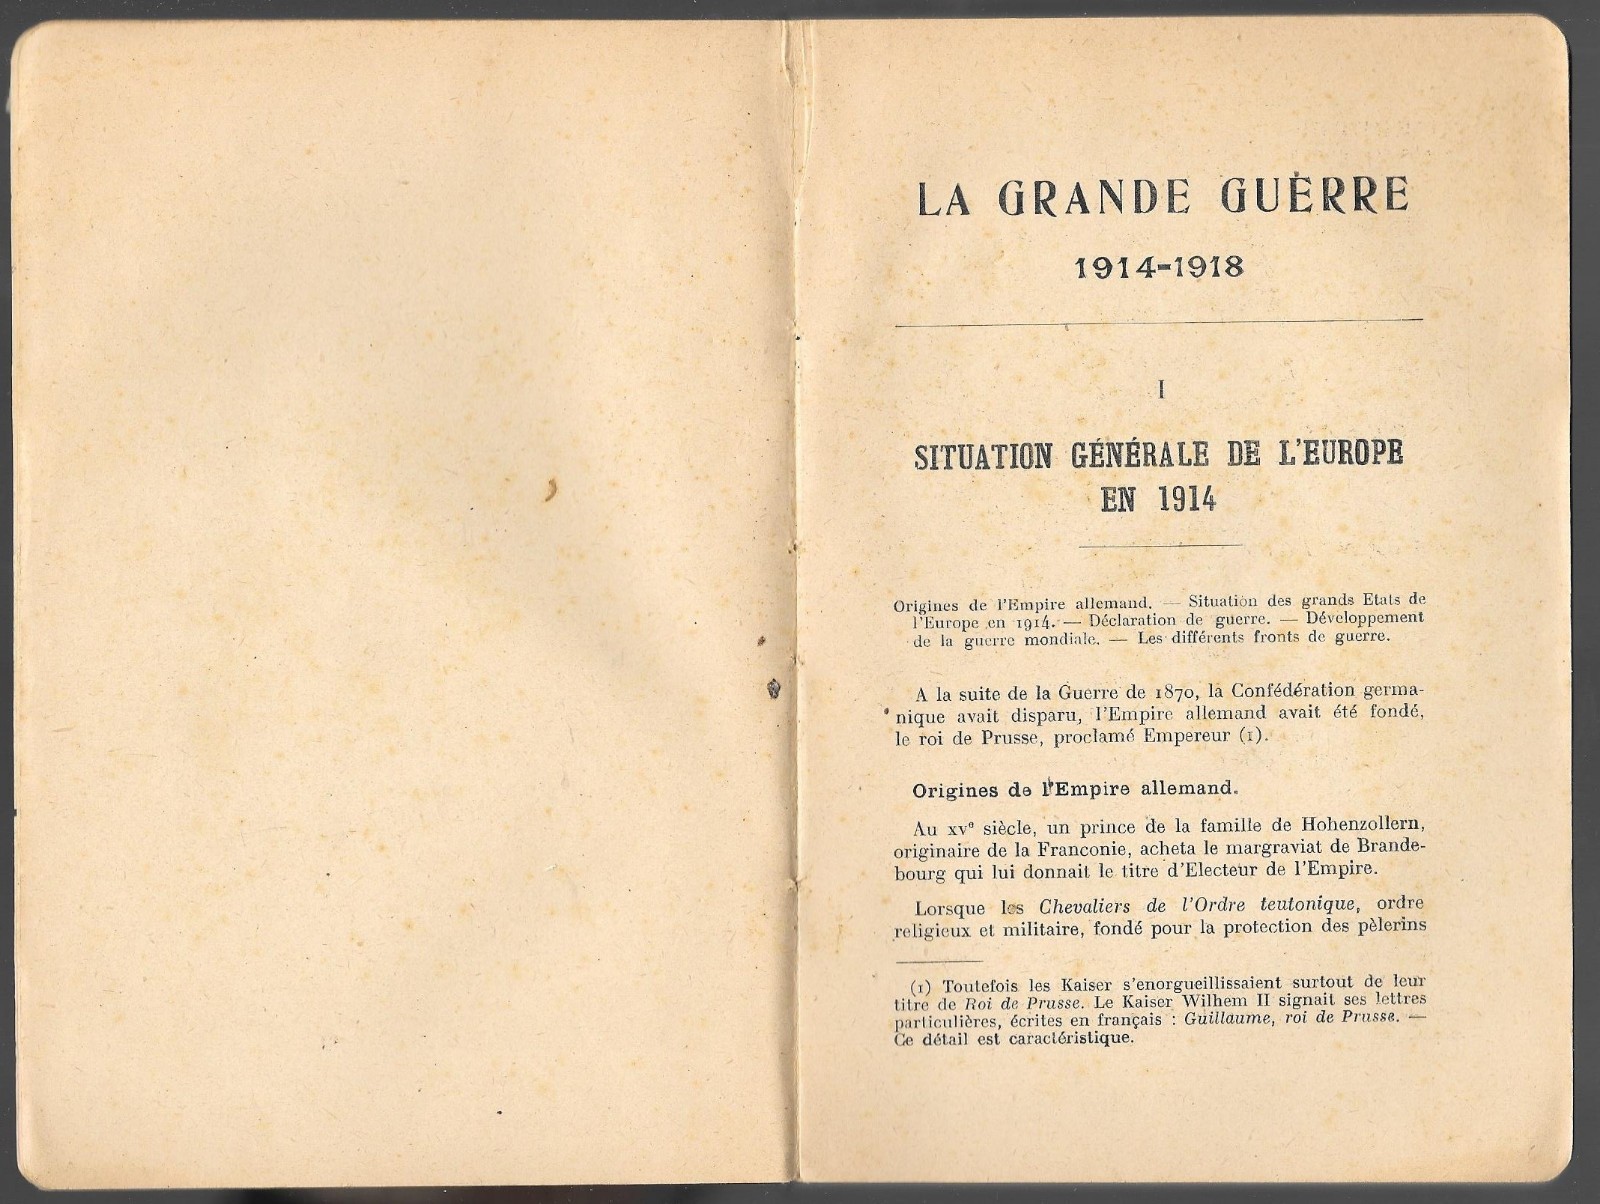 LA GRANDE GUERRE
1914-1918
I
SITUATION GÉNÉRALE DE L'EUROPE
EN 1914
Origines de l'Empire allemand. — Situation des grands Etats de
l'Europe en 1914. — Déclaration de guerre. — Développement
de la guerre mondiale. — Les différents fronts de guerre.
A la suite de la Guerre de 1870, la Confédération germa-
nique avait disparu, l'Empire allemand avait été fondé,
le roi de Prusse, proclamé Empereur (1).
Origines de l'Empire allemand.
Au XVe siècle, un prince de la famille de Hohenzollern,
originaire de la Franconie, acheta le margraviat de Brande-
bourg qui lui donnait le titre d'Electeur de l'Empire.
Lorsque les Chevaliers de l'Ordre teutonique, ordre
religieux et militaire, fondé pour la protection des pèlerins
(1) Toutefois les Kaiser s'enorgueillissaient surtout de leur
titre de Roi de Prusse. Le Kaiser Wilhem II signait ses lettres
particulières, écrites en français : Guillaume, roi de Prusse. —
Ce détail est caractéristique.